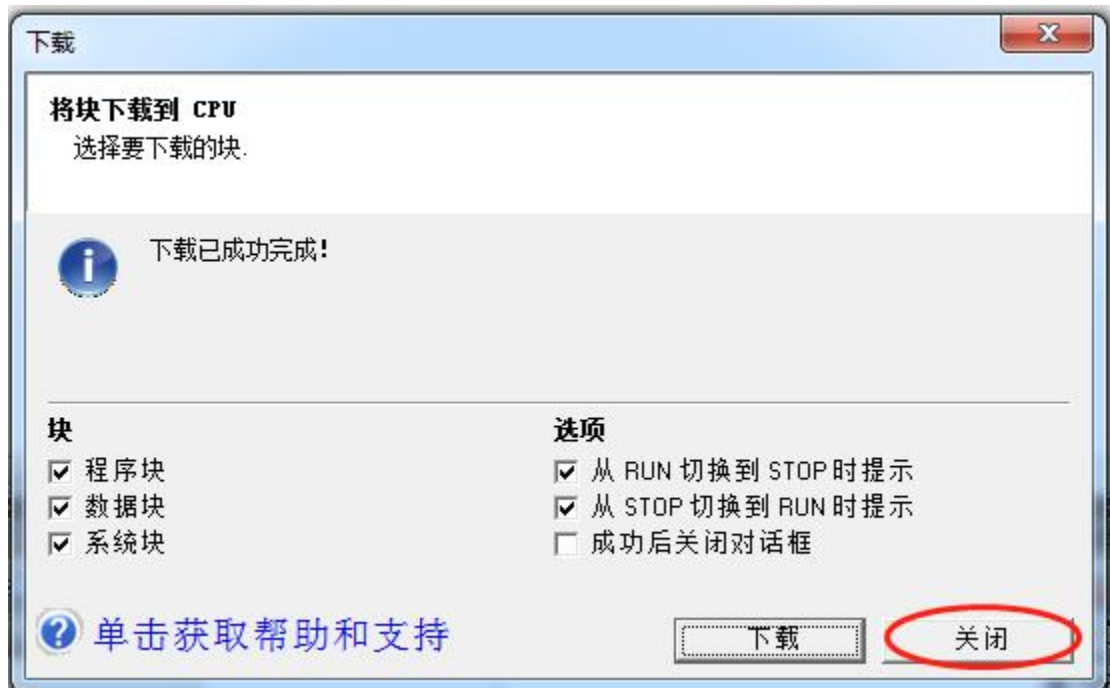 下载
将块下载到 CPU
选择要下载的块.
下载已成功完成!
块
选项
程序块
从 RUN 切换到 STOP 时提示
数据块
从 STOP 切换到 RUN 时提示
系统块
成功后关闭对话框
单击获取帮助和支持
下载
关闭